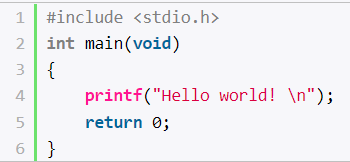 1 #include <stdio.h>
2 int main(void)
3 {
4     printf("Hello world! \n");
5     return 0;
6 }